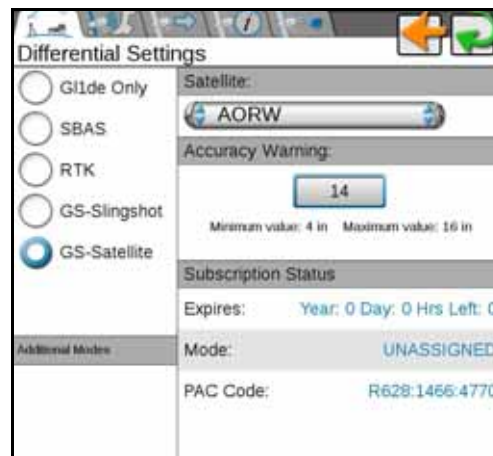 Differential Settings
Gl1de Only
SBAS
RTK
GS-Slingshot
GS-Satellite
Additional Modes
Satellite:
AORW
Accuracy Warning:
14
Minimum value: 4 in Maximum value: 16 in
Subscription Status
Expires: Year: 0 Day: 0 Hrs Left: 0
Mode: UNASSIGNED
PAC Code: R628:1466:4770